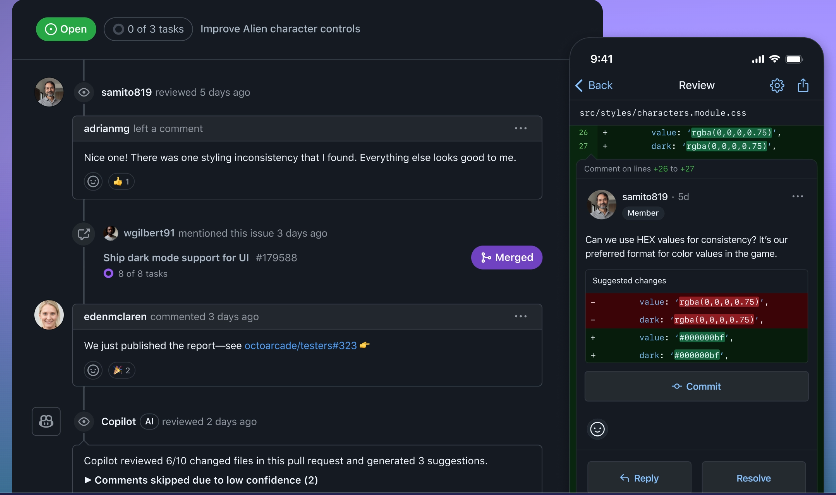 Open
0 of 3 tasks
Improve Alien character controls
samito819 reviewed 5 days ago
adrianmg left a comment
Nice one! There was one styling inconsistency that I found. Everything else looks good to me.
👍 1
wgilbert91 mentioned this issue 3 days ago
Ship dark mode support for UI #179588
8 of 8 tasks
Merged
edenmclaren commented 3 days ago
We just published the report—see octoarcade/testers#323 👉
🎉 2
Copilot AI reviewed 2 days ago
Copilot reviewed 6/10 changed files in this pull request and generated 3 suggestions.
▶ Comments skipped due to low confidence (2)
9:41
Back
Review
src/styles/characters.module.css
26 + value: 'rgba(0,0,0,0.75)',
27 + dark: 'rgba(0,0,0,0.75)',
Comment on lines +26 to +27
samito819 · 5d
Member
Can we use HEX values for consistency? It's our
preferred format for color values in the game.
Suggested changes
- value: 'rgba(0,0,0,0.75)',
- dark: 'rgba(0,0,0,0.75)',
+ value: '#000000bf',
+ dark: '#000000bf',
Commit
Reply
Resolve